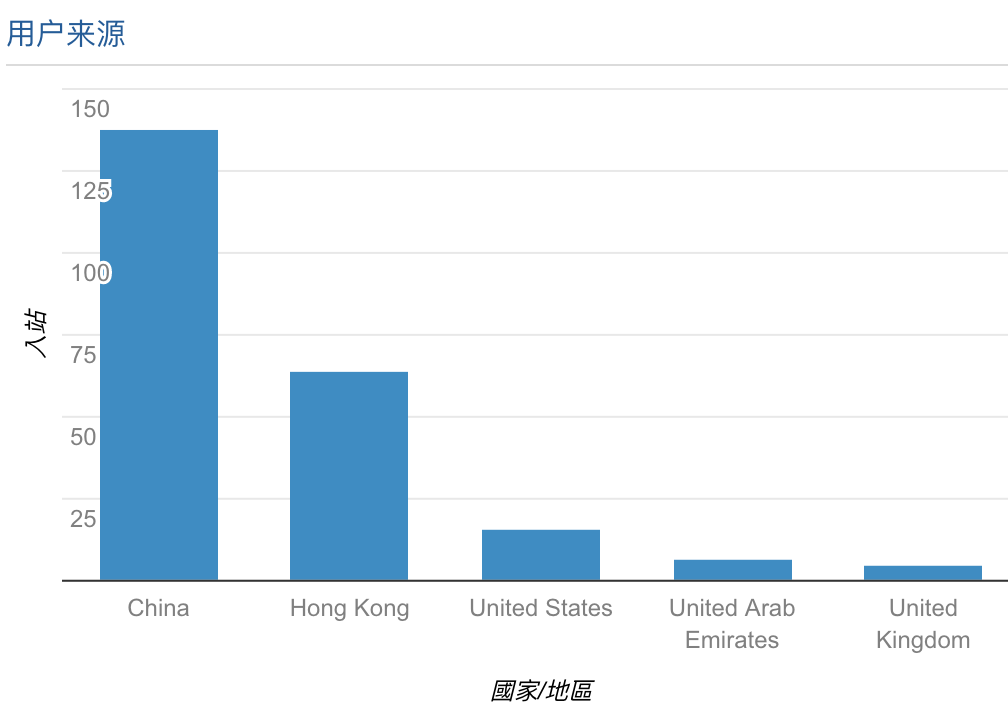 用户来源
150
125
100
75
50
25
入站
China
Hong Kong
United States
United Arab
Emirates
United
Kingdom
國家/地區